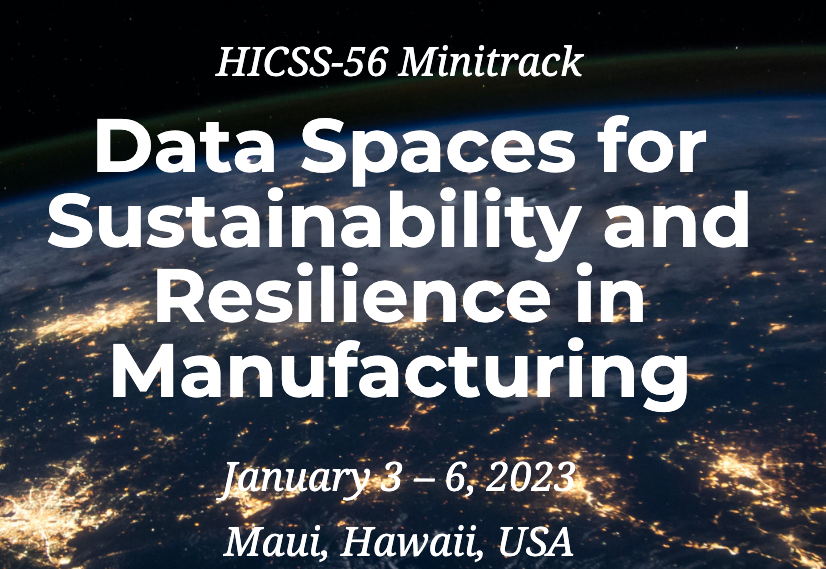 HICSS-56 Minitrack
Data Spaces for
Sustainability and
Resilience in
Manufacturing
January 3 – 6, 2023
Maui, Hawaii, USA